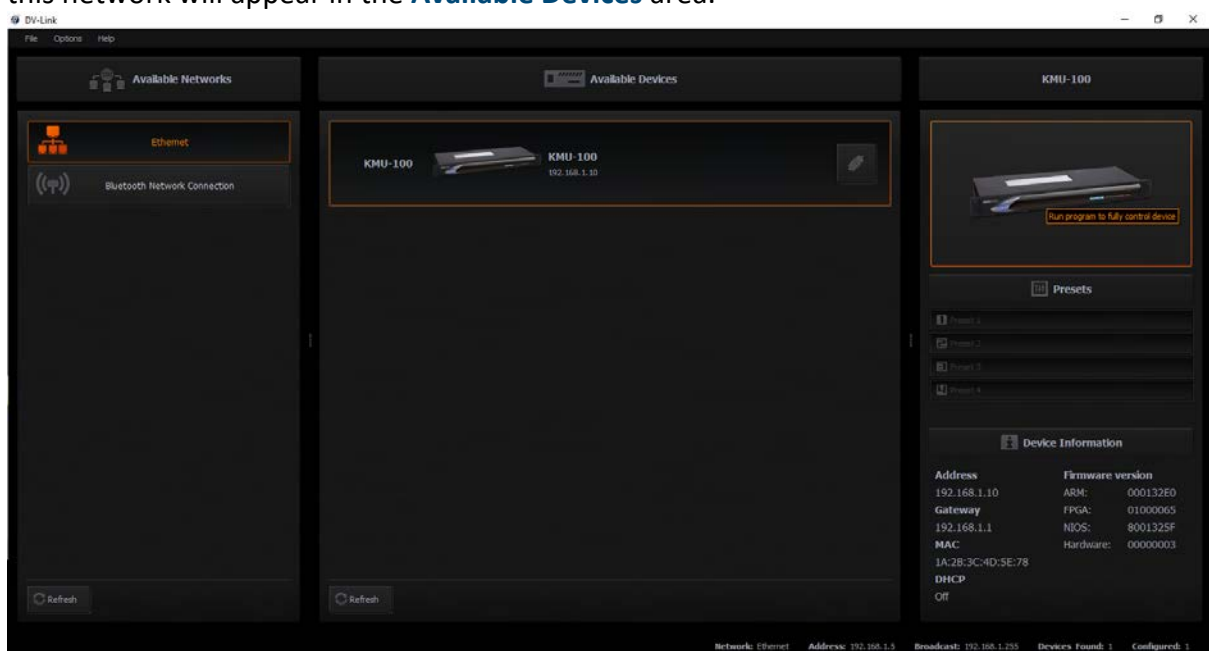 this network will appear in the Available Devices area.
DV-Link
File Options Help
Available Networks
Available Devices
KMU-100
Ethernet
Bluetooth Network Connection
KMU-100
KMU-100
192.168.1.10
Run program to fully control device
Presets
Preset 1
Preset 2
Preset 3
Preset 4
Device Information
Address Firmware version
192.168.1.10 ARM: 000132E0
Gateway FPGA: 01000065
192.168.1.1 NIOS: 8001325F
MAC Hardware: 00000003
1A:2B:3C:4D:5E:78
DHCP
Off
Refresh
Refresh
Network: Ethernet Address: 192.168.1.5 Broadcast: 192.168.1.255 Devices Found: 1 Configured: 1